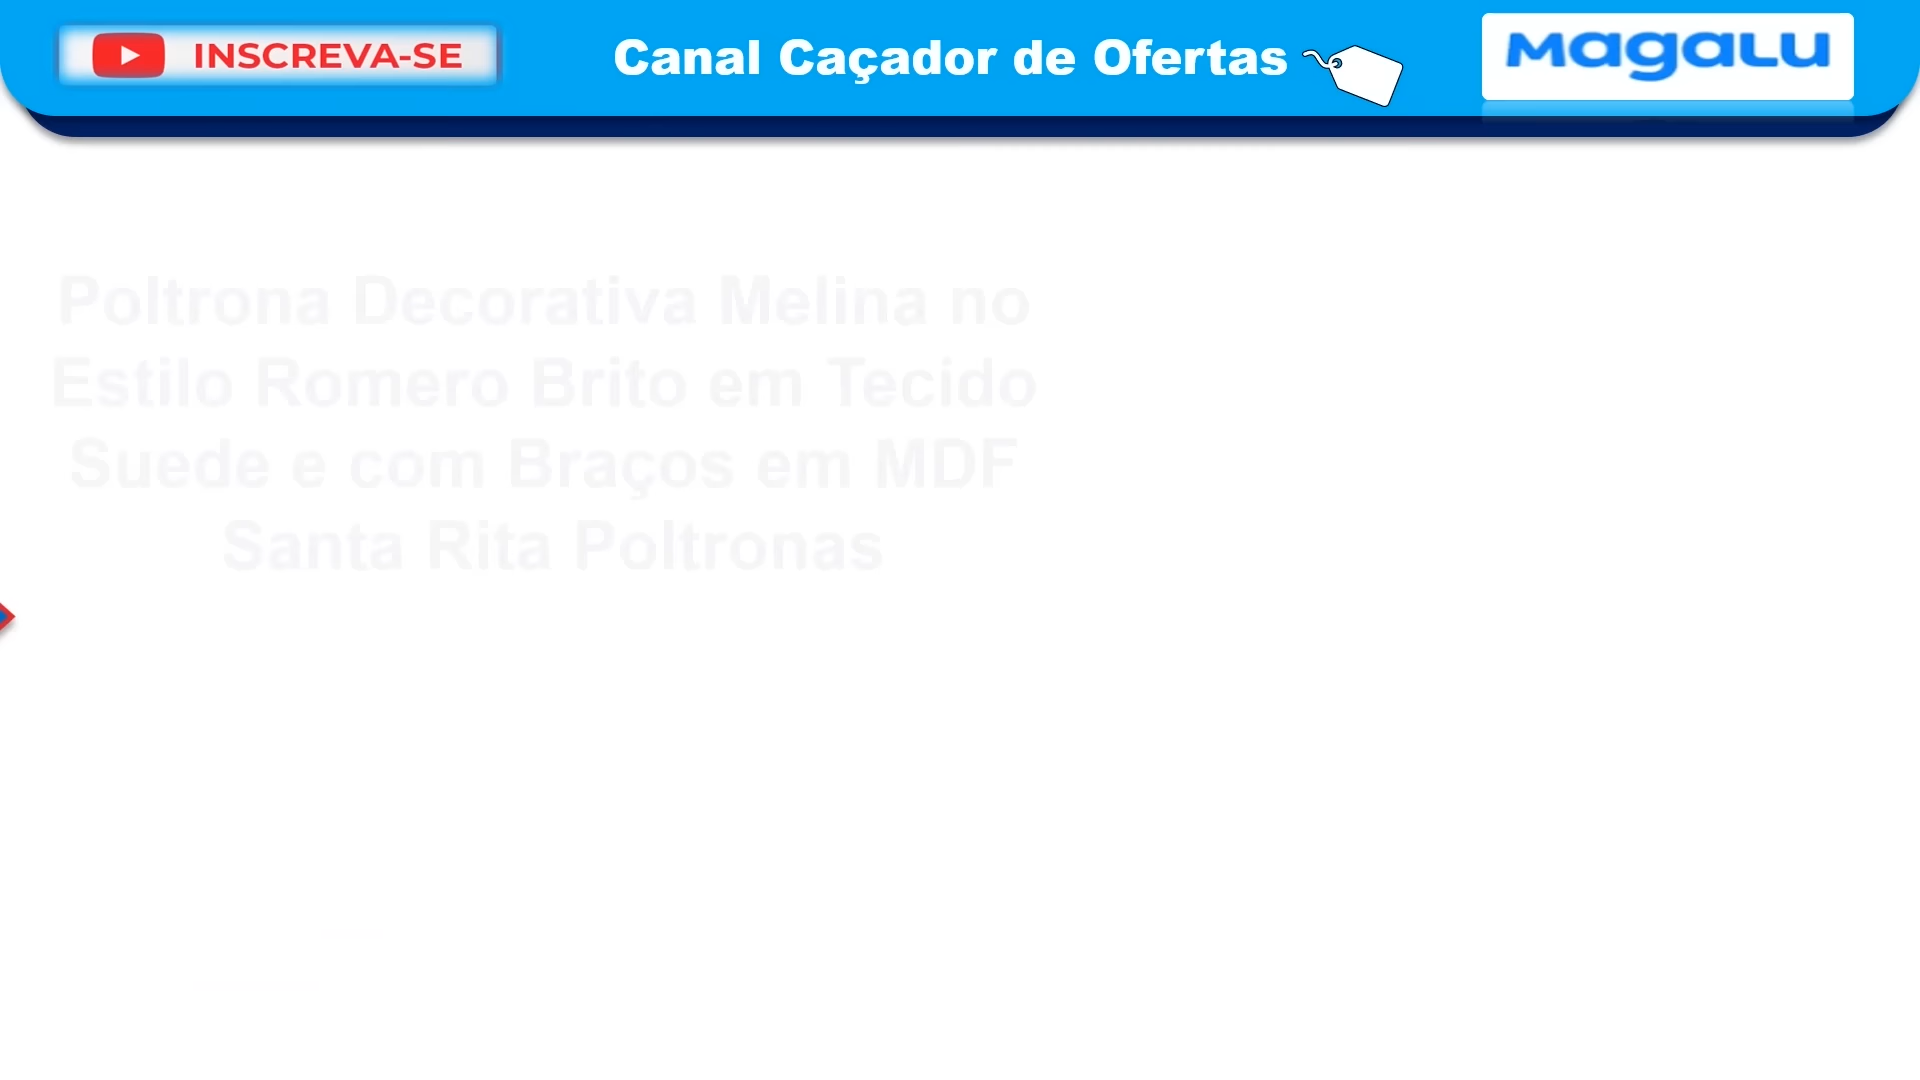 INSCREVA-SE
Canal Caçador de Ofertas
MagaLu
Poltrona Decorativa Melina no
Estilo Romero Brito em Tecido
Suede e com Braços em MDF
Santa Rita Poltronas